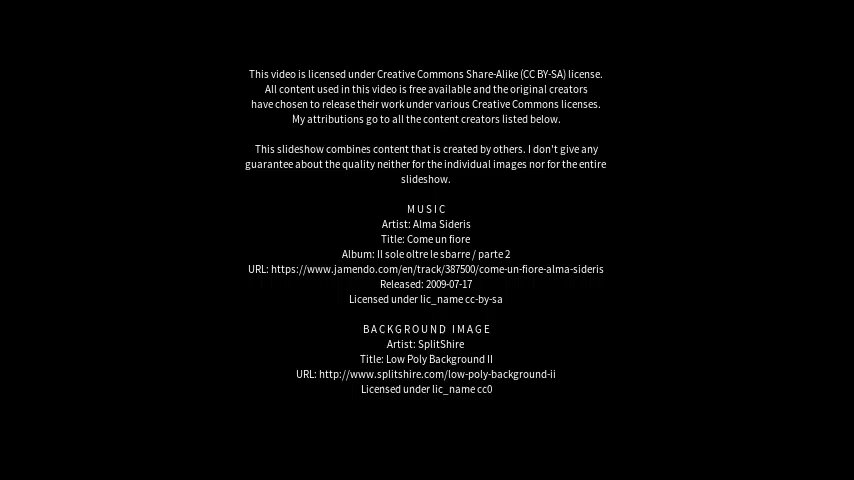 This video is licensed under Creative Commons Share-Alike (CC BY-SA) license.
All content used in this video is free available and the original creators
have chosen to release their work under various Creative Commons licenses.
My attributions go to all the content creators listed below.
This slideshow combines content that is created by others. I don't give any
guarantee about the quality neither for the individual images nor for the entire
slideshow.
MUSIC
Artist: Alma Sideris
Title: Come un fiore
Album: Il sole oltre le sbarre / parte 2
URL: https://www.jamendo.com/en/track/387500/come-un-fiore-alma-sideris
Released: 2009-07-17
Licensed under lic_name cc-by-sa
BACKGROUND IMAGE
Artist: SplitShire
Title: Low Poly Background II
URL: http://www.splitshire.com/low-poly-background-ii
Licensed under lic_name cc0